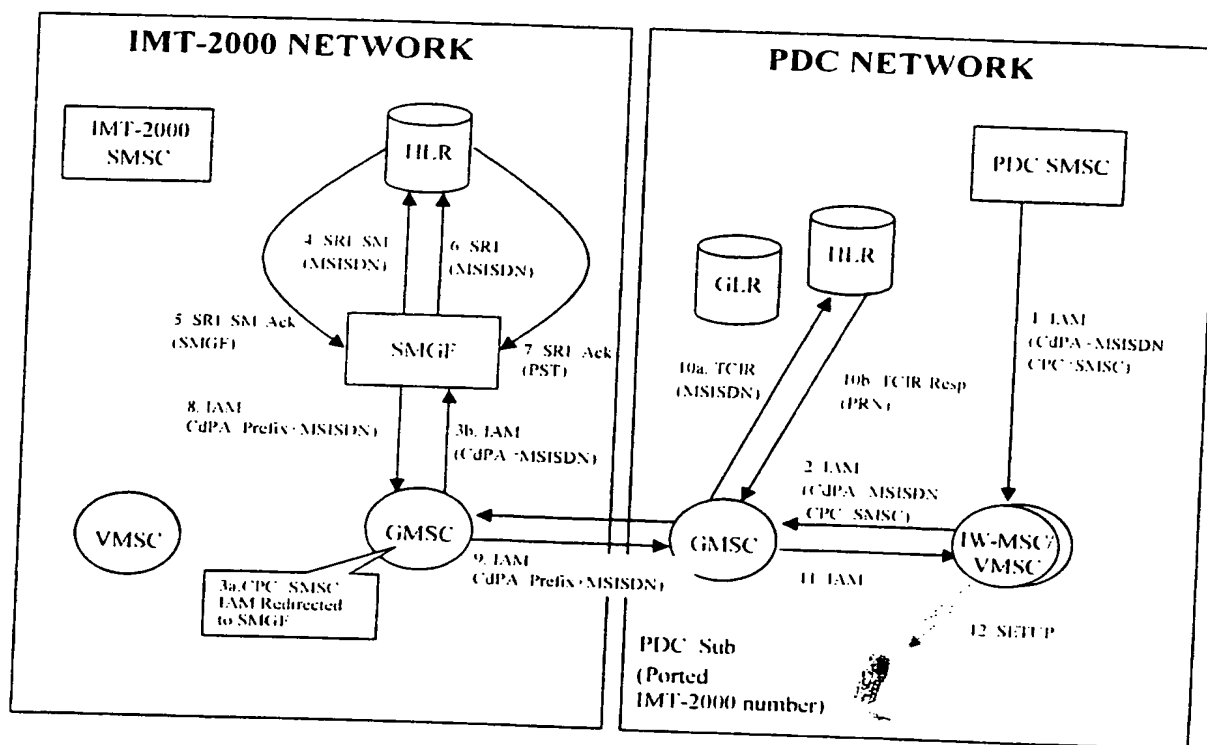 IMT-2000 NETWORK
IMT-2000
SMSC
HLR
4. SRI SM
(MSISDN)
6. SRI
(MSISDN)
5 SRI SM Ack
(SMGF)
SMGF
7 SRI Ack
(PST)
8. IAM
CdPA Prefix+MSISDN)
3b. IAM
(CdPA =MSISDN)
VMSC
GMSC
3a.CPC SMSC
IAM Redirected
to SMGF
9. IAM
CdPA Prefix+MSISDN)
PDC NETWORK
PDC SMSC
HLR
GLR
1 IAM
(CdPA=MSISDN
CPC=SMSC)
10a. TCIR
(MSISDN)
10b TCIR Resp
(PRN)
2 IAM
(CdPA MSISDN
CPC SMSC)
GMSC
IW-MSC/
VMSC
11 IAM
12 SETUP
PDC Sub
(Ported
IMT-2000 number)